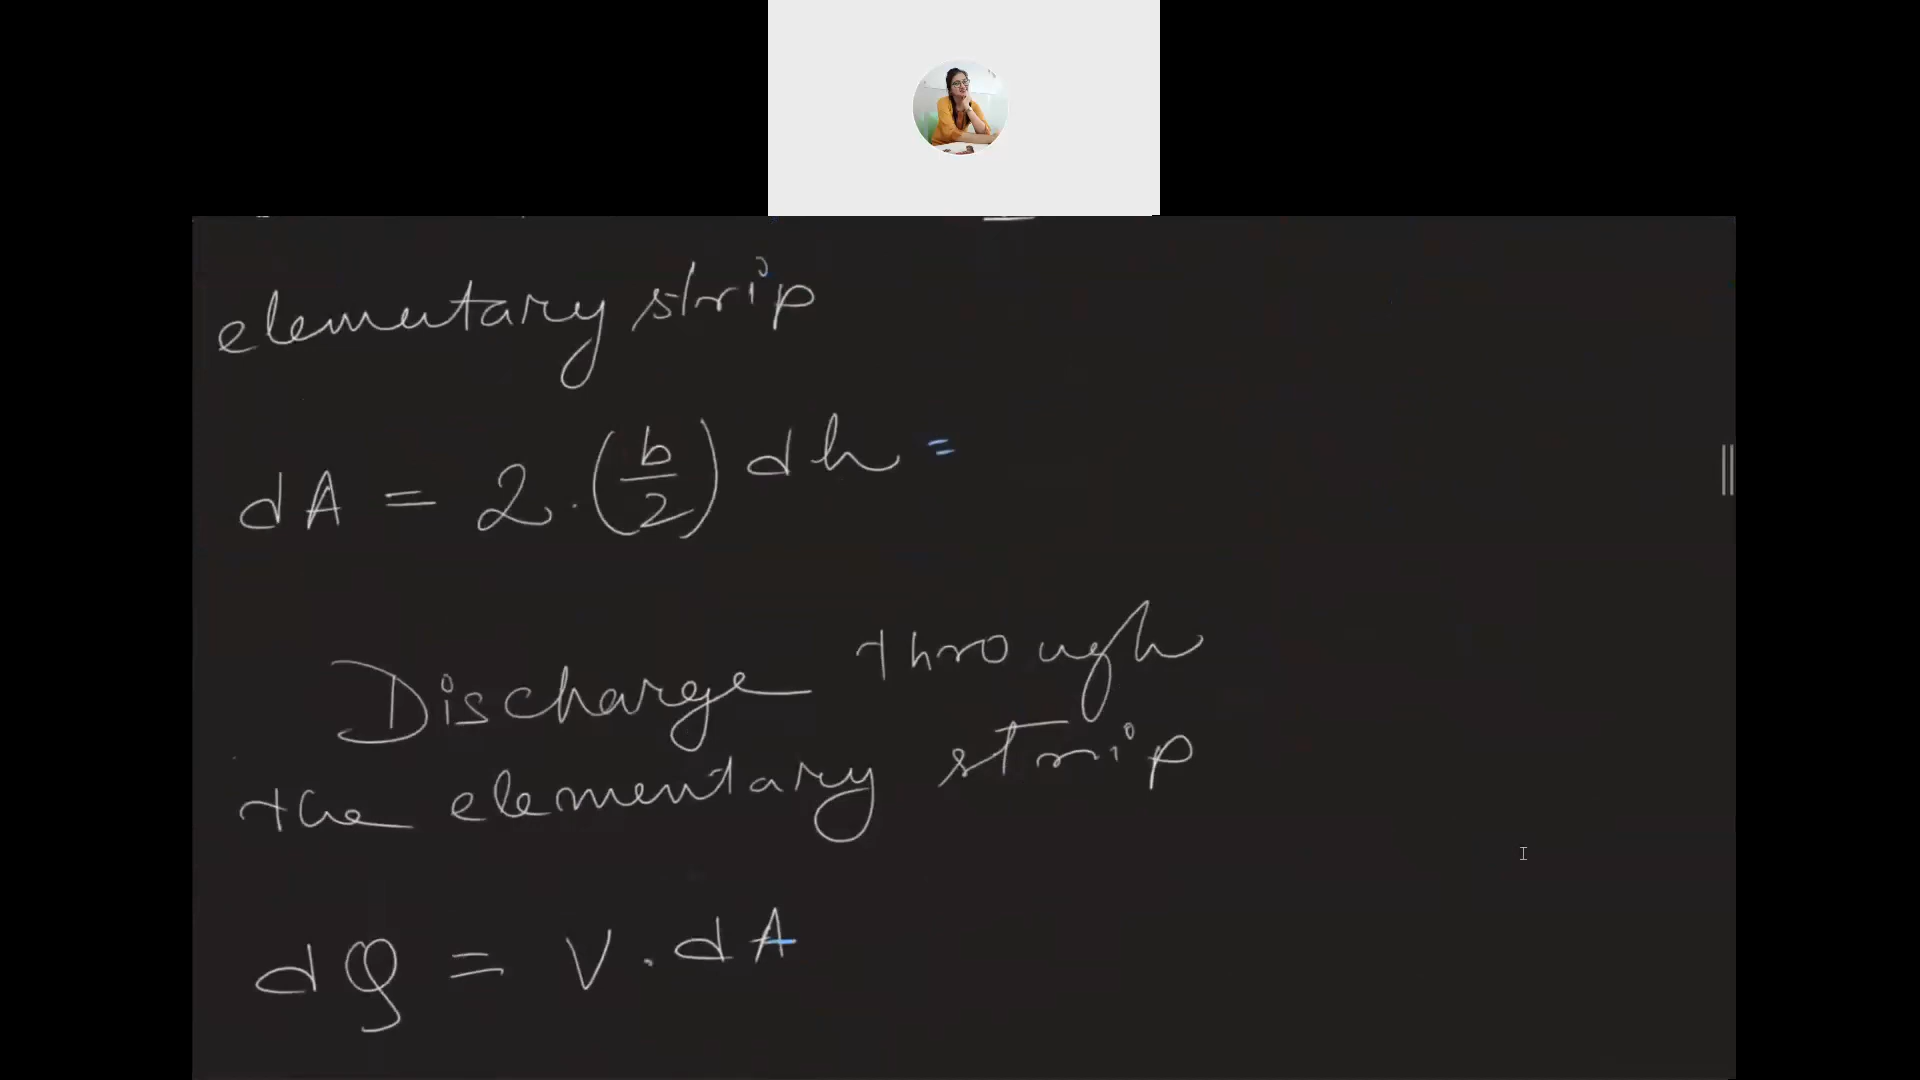 elementary strip
dA = 2. (b/2) dh =
Discharge through
the elementary strip
dQ = V. dA